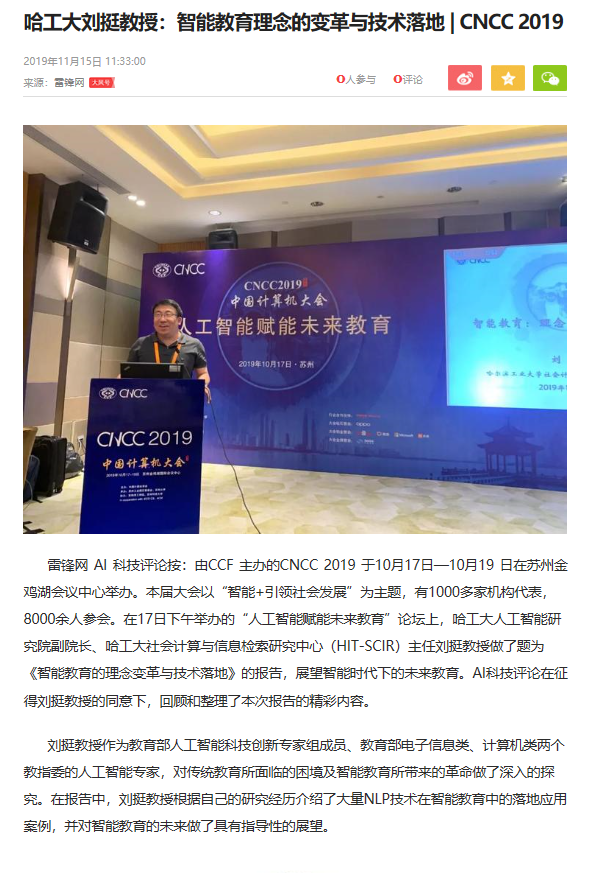 哈工大刘挺教授：智能教育理念的变革与技术落地 | CNCC 2019
2019年11月15日 11:33:00
来源：雷锋网 大风号
0人参与 0评论
CNCC
CNCC2019
中国计算机大会
人工智能赋能未来教育
2019年10月17日·苏州
CNCC
智能教育：理念
刘
哈尔滨工业大学社会计
2019年1
CNCC
CNCC 2019
中国计算机大会
雷锋网 AI 科技评论按：由CCF 主办的CNCC 2019 于10月17日—10月19 日在苏州金
鸡湖会议中心举办。本届大会以“智能+引领社会发展”为主题，有1000多家机构代表，
8000余人参会。在17日下午举办的“人工智能赋能未来教育”论坛上，哈工大人工智能研
究院副院长、哈工大社会计算与信息检索研究中心（HIT-SCIR）主任刘挺教授做了题为
《智能教育的理念变革与技术落地》的报告，展望智能时代下的未来教育。AI科技评论在征
得刘挺教授的同意下，回顾和整理了本次报告的精彩内容。
刘挺教授作为教育部人工智能科技创新专家组成员、教育部电子信息类、计算机类两个
教指委的人工智能专家，对传统教育所面临的困境及智能教育所带来的革命做了深入的探
究。在报告中，刘挺教授根据自己的研究经历介绍了大量NLP技术在智能教育中的落地应用
案例，并对智能教育的未来做了具有指导性的展望。